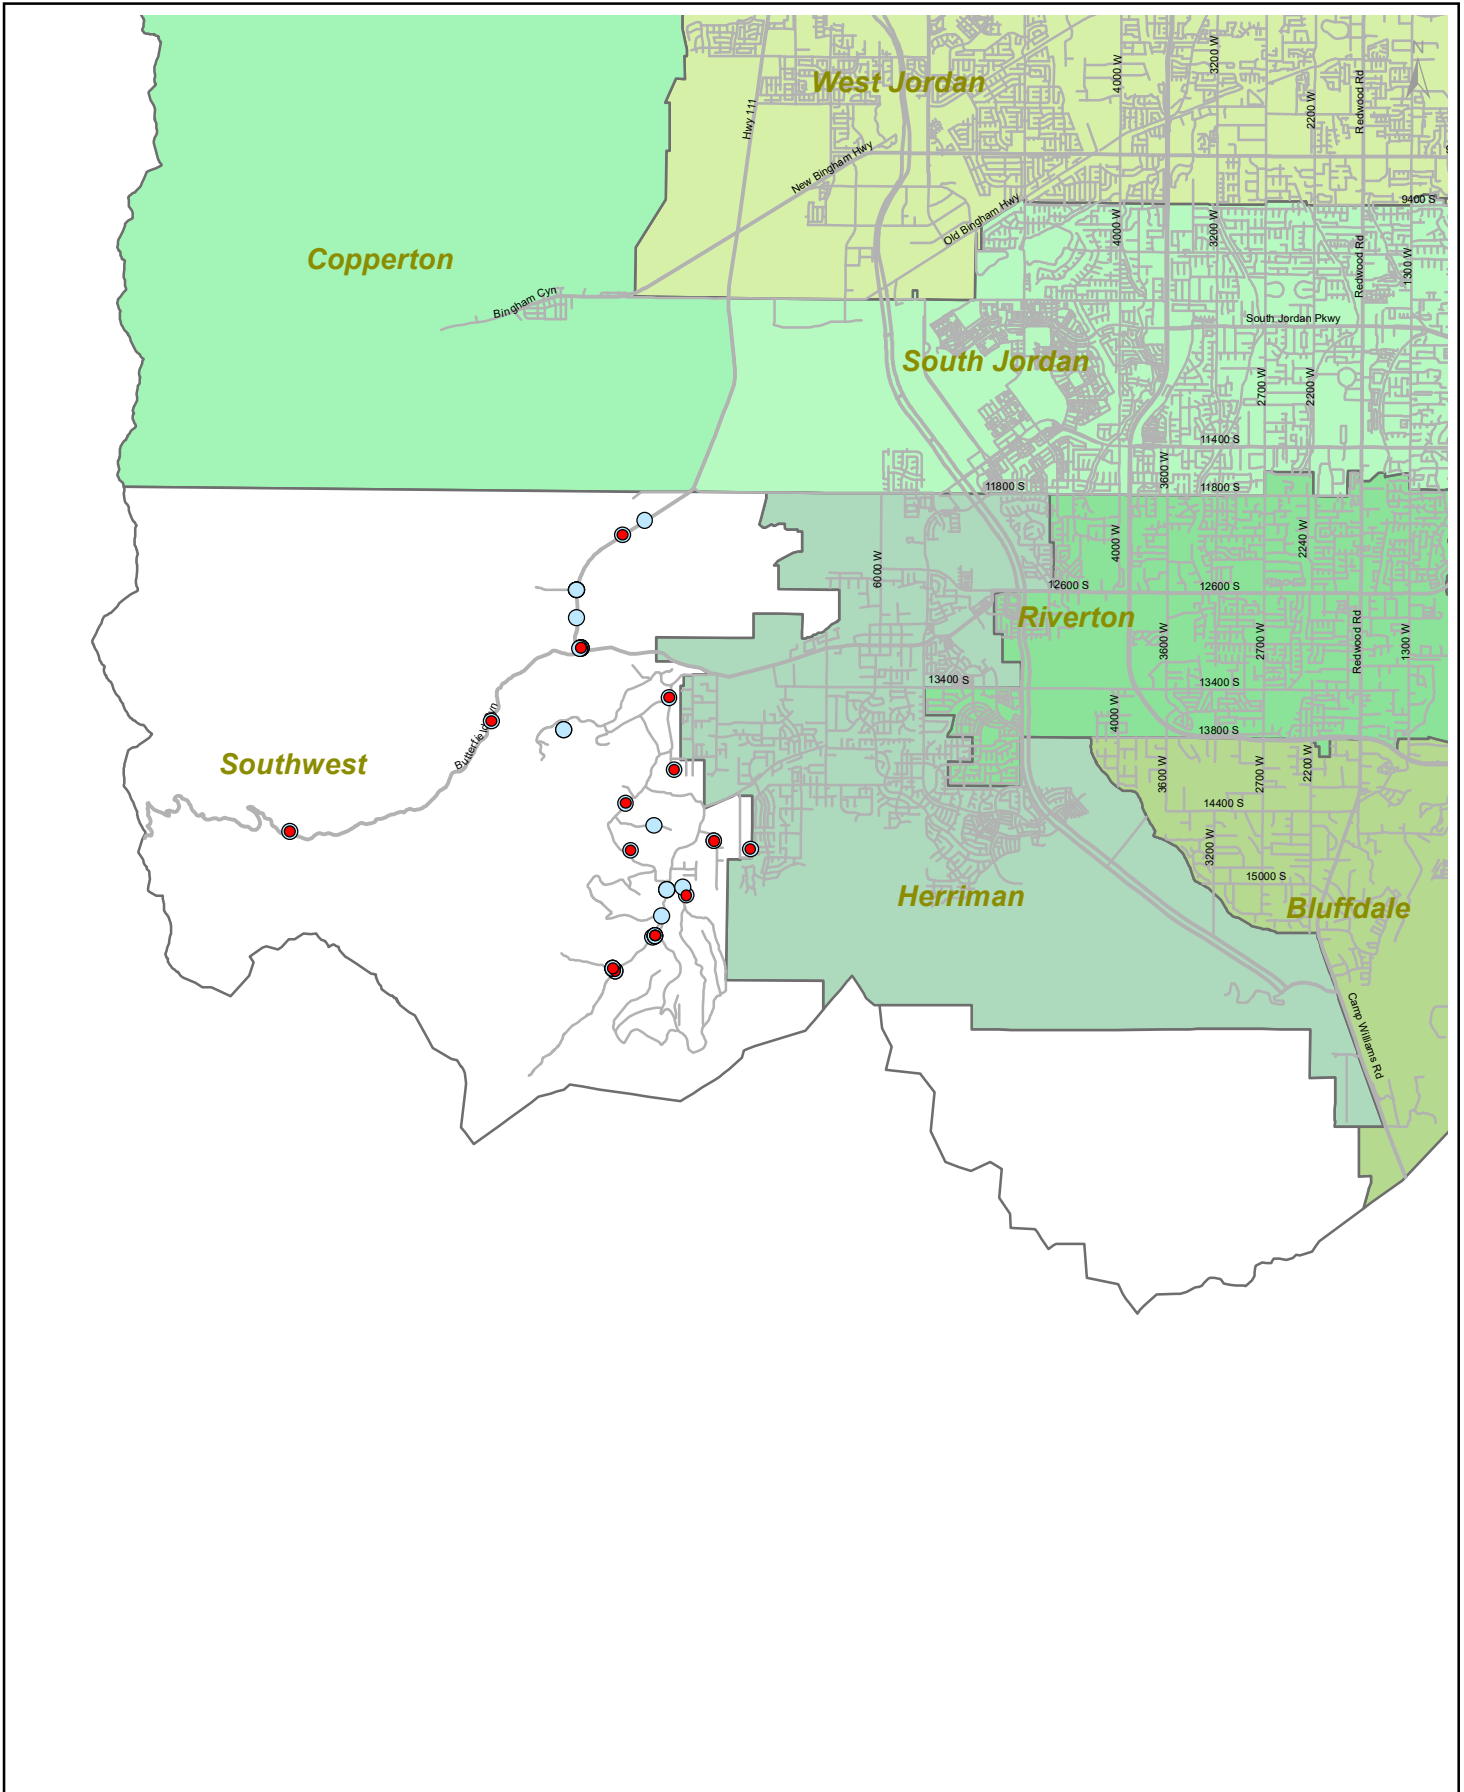 3200 W
N
West Jordan
4000 W
2200 W
Redwood Rd
Hwy 111
New Bingham Hwy
9400 S
Old Bingham Hwy
4000 W
3200 W
Redwood Rd
1300 W
Copperton
Bingham Cyn
South Jordan Pkwy
South Jordan
2700 W
2200 W
11400 S
3600 W
11800 S
11800 S
4000 W
2240 W
6000 W
12600 S
12600 S
Riverton
3600 W
2700 W
Redwood Rd
1300 W
13400 S
13400 S
4000 W
13800 S
Butterfield Cyn
Southwest
3600 W
2700 W
2200 W
14400 S
3200 W
15000 S
Herriman
Bluffdale
Camp Williams Rd